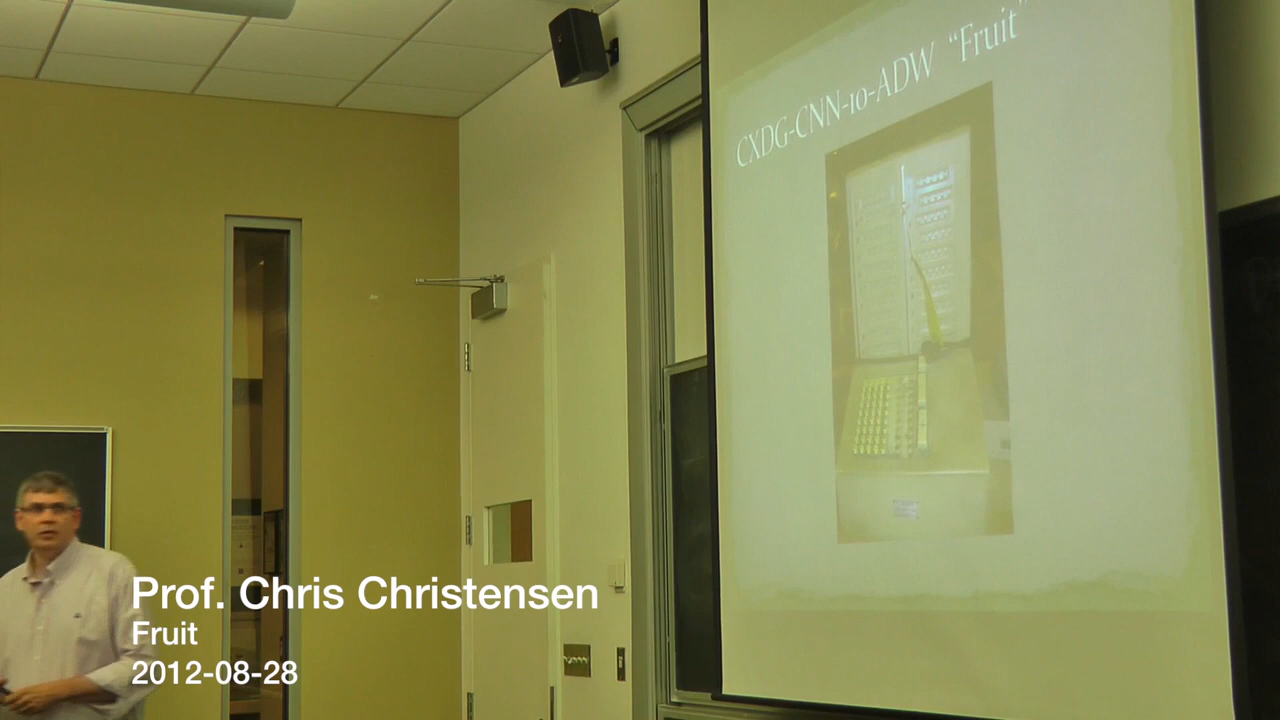 CXDG-CNN-10-ADW “Fruit”
Prof. Chris Christensen
Fruit
2012-08-28